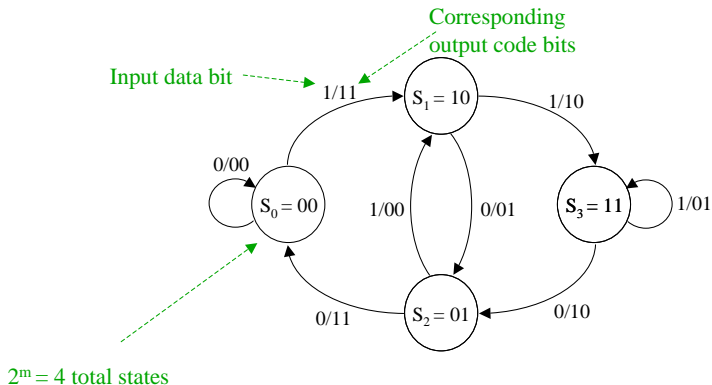 Corresponding
output code bits
Input data bit
1/11
S₁ = 10
1/10
0/00
S₀ = 00
1/00
0/01
S₃ = 11
1/01
0/11
S₂ = 01
0/10
2ᵐ = 4 total states